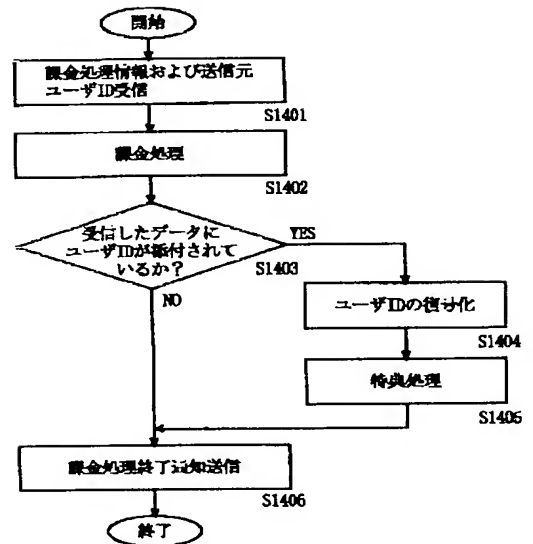 開始
課金処理情報および送信元
ユーザID受信
S1401
課金処理
S1402
受信したデータに
ユーザIDが添付されて
いるか？
YES
S1403
NO
ユーザIDの復号化
S1404
特典処理
S1405
課金処理終了通知送信
S1406
終了